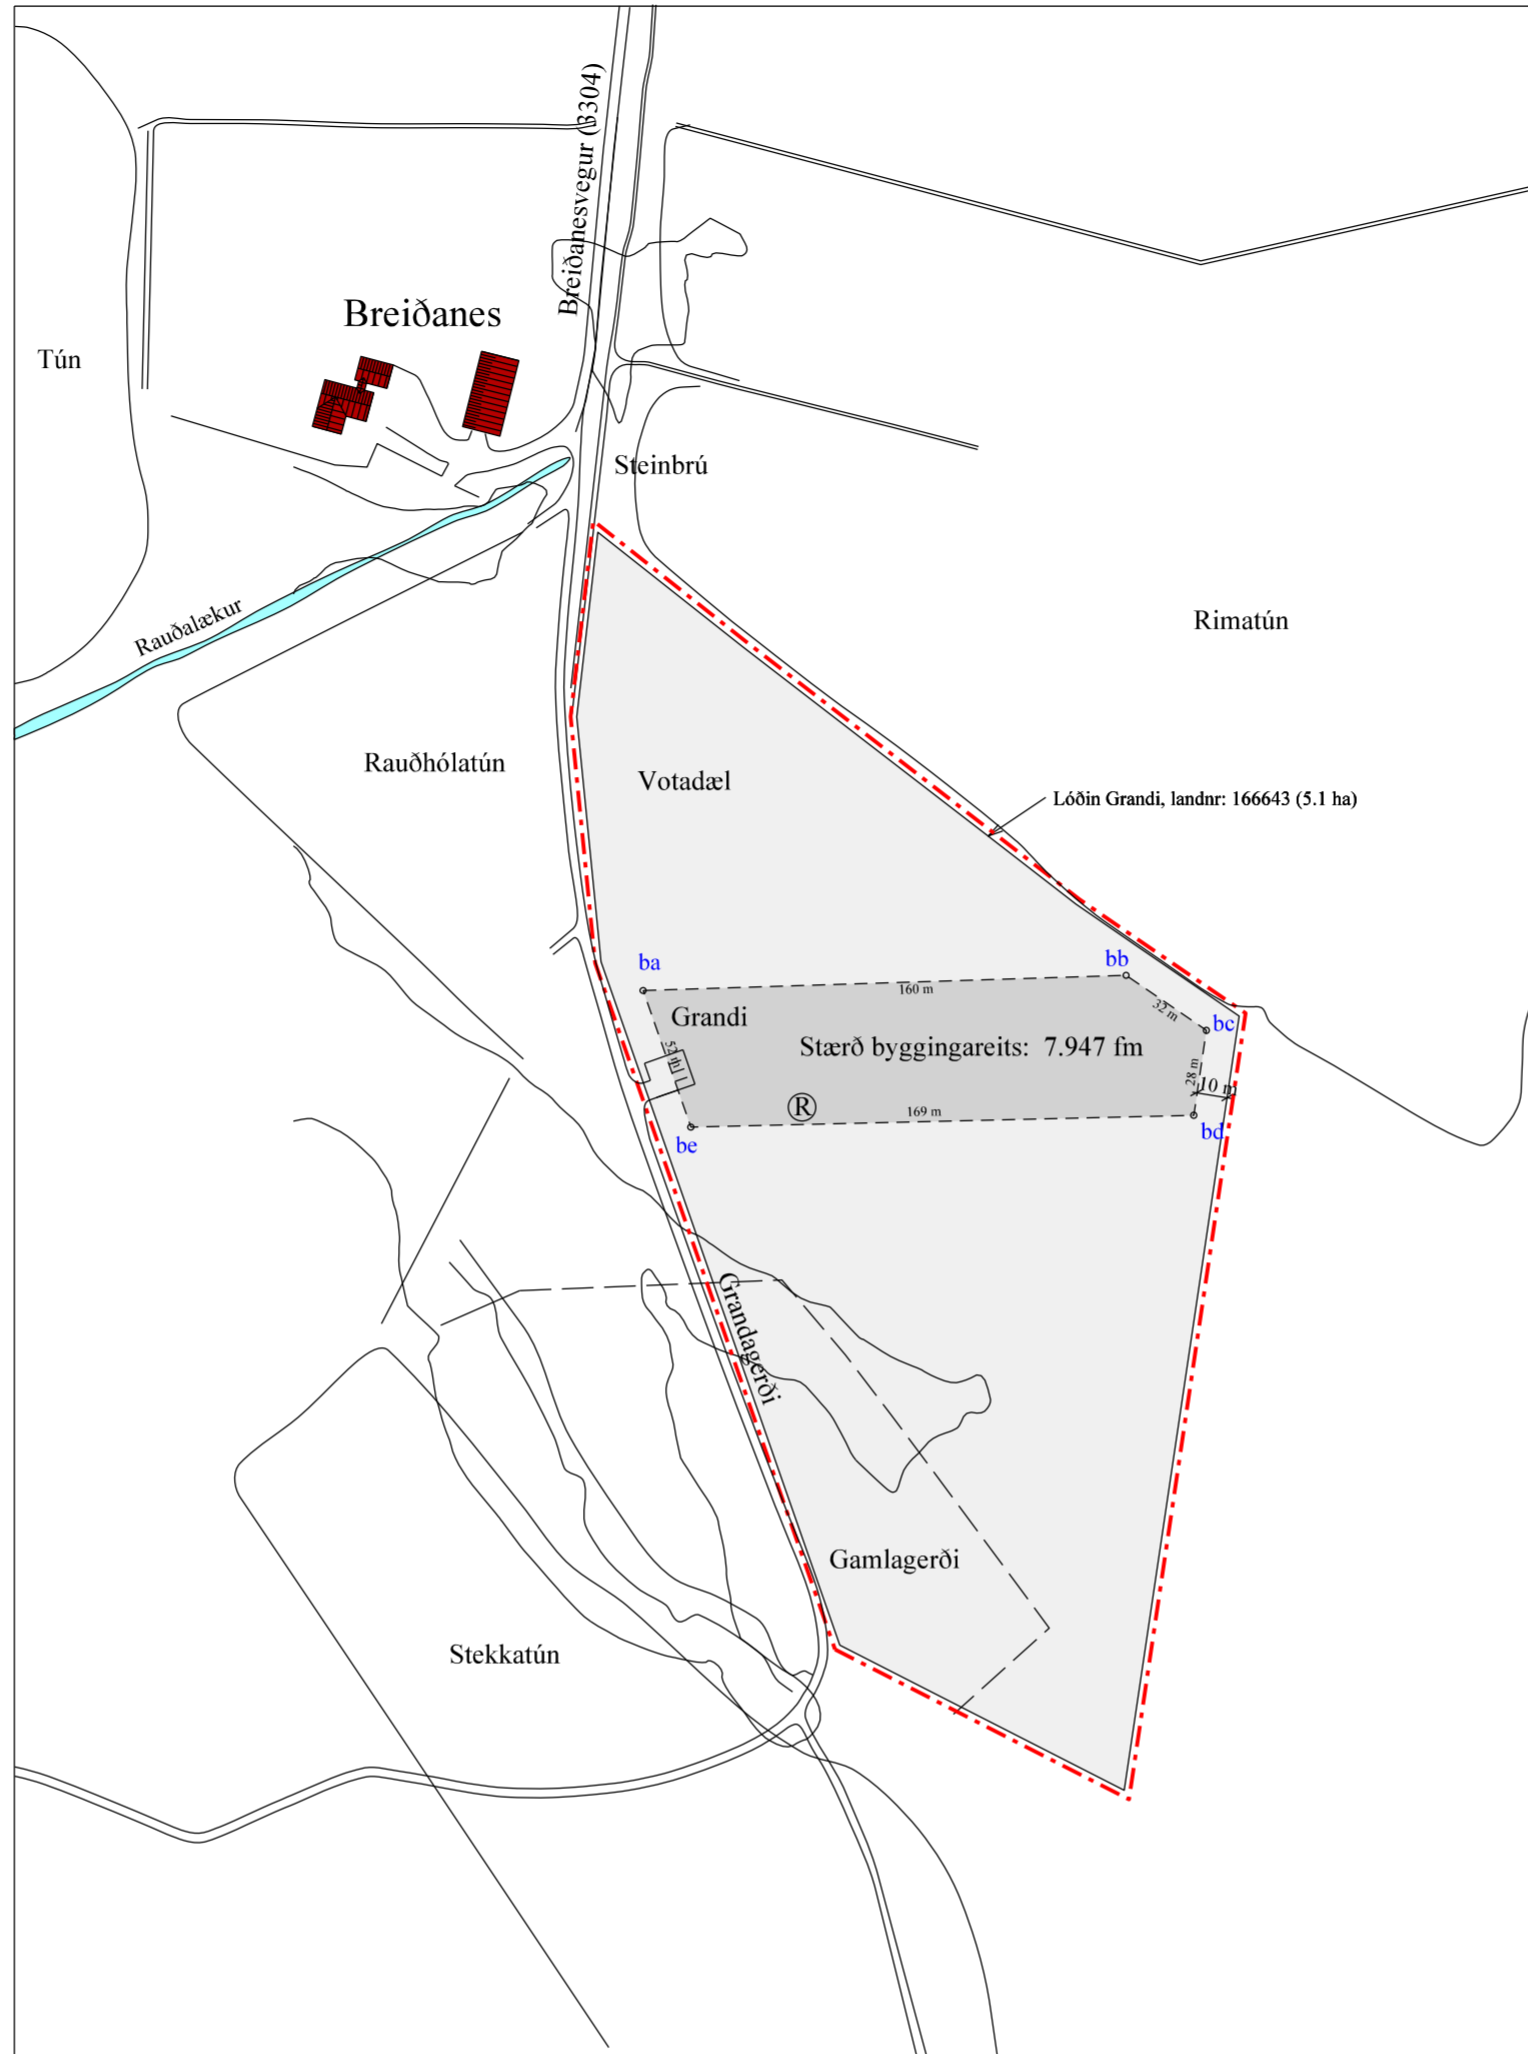 Breiðanesvegur (3304)
Breiðanes
Tún
Steinbrú
Rauðalækur
Rimatún
Rauðhólatún
Votadæl
Lóðin Grandi, landnr: 166643 (5.1 ha)
ba
bb
160 m
32 m
Grandi
bc
Stærð byggingareits: 7.947 fm
52 m
28 m
10 m
®
169 m
be
bd
Grandagerði
Gamlagerði
Stekkatún